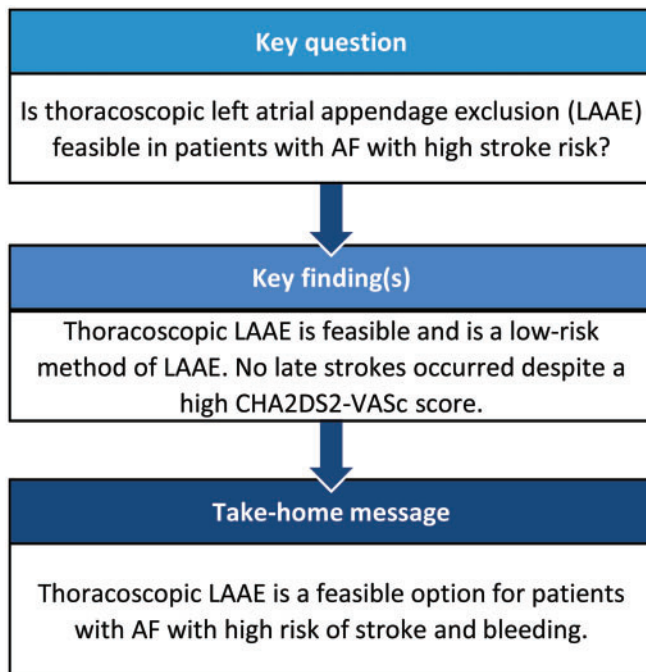 Key question
Is thoracoscopic left atrial appendage exclusion (LAAE)
feasible in patients with AF with high stroke risk?
Key finding(s)
Thoracoscopic LAAE is feasible and is a low-risk
method of LAAE. No late strokes occurred despite a
high CHA2DS2-VASc score.
Take-home message
Thoracoscopic LAAE is a feasible option for patients
with AF with high risk of stroke and bleeding.